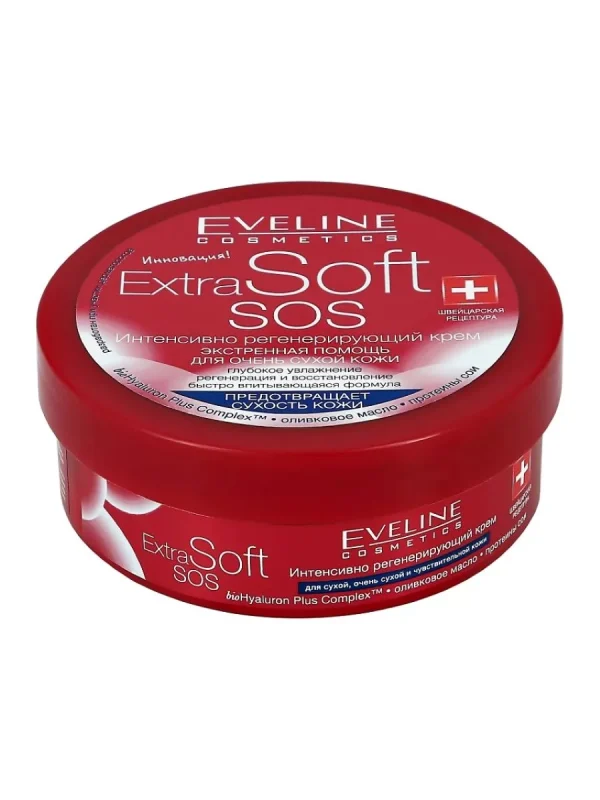 EVELINE
COSMETICS
Инновация!
Extra Soft
SOS
ШВЕЙЦАРСКАЯ
РЕЦЕПТУРА
Интенсивно регенерирующий крем
ЭКСТРЕННАЯ ПОМОЩЬ
ДЛЯ ОЧЕНЬ СУХОЙ КОЖИ
глубокое увлажнение
регенерация и восстановление
быстро впитывающаяся формула
ПРЕДОТВРАЩАЕТ
СУХОСТЬ КОЖИ
bioHyaluron Plus Complex™ • оливковое масло • протеины сои
EVELINE
COSMETICS
Extra Soft
SOS
ШВЕЙЦАРСКАЯ
РЕЦЕПТУРА
Интенсивно регенерирующий крем
для сухой, очень сухой и чувствительной кожи
bioHyaluron Plus Complex™ • оливковое масло • протеины сои